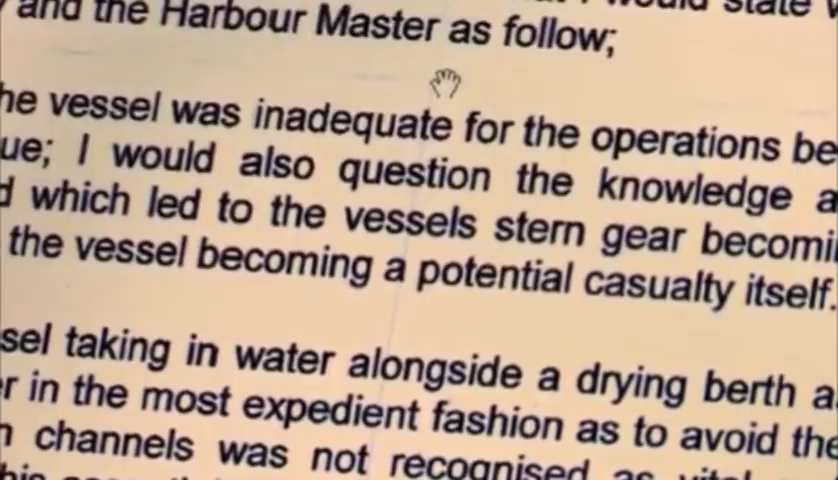 and the Harbour Master as follow;
he vessel was inadequate for the operations be
ue; I would also question the knowledge a
d which led to the vessels stern gear becomi
the vessel becoming a potential casualty itself.
sel taking in water alongside a drying berth a
r in the most expedient fashion as to avoid the
n channels was not recognised as vital